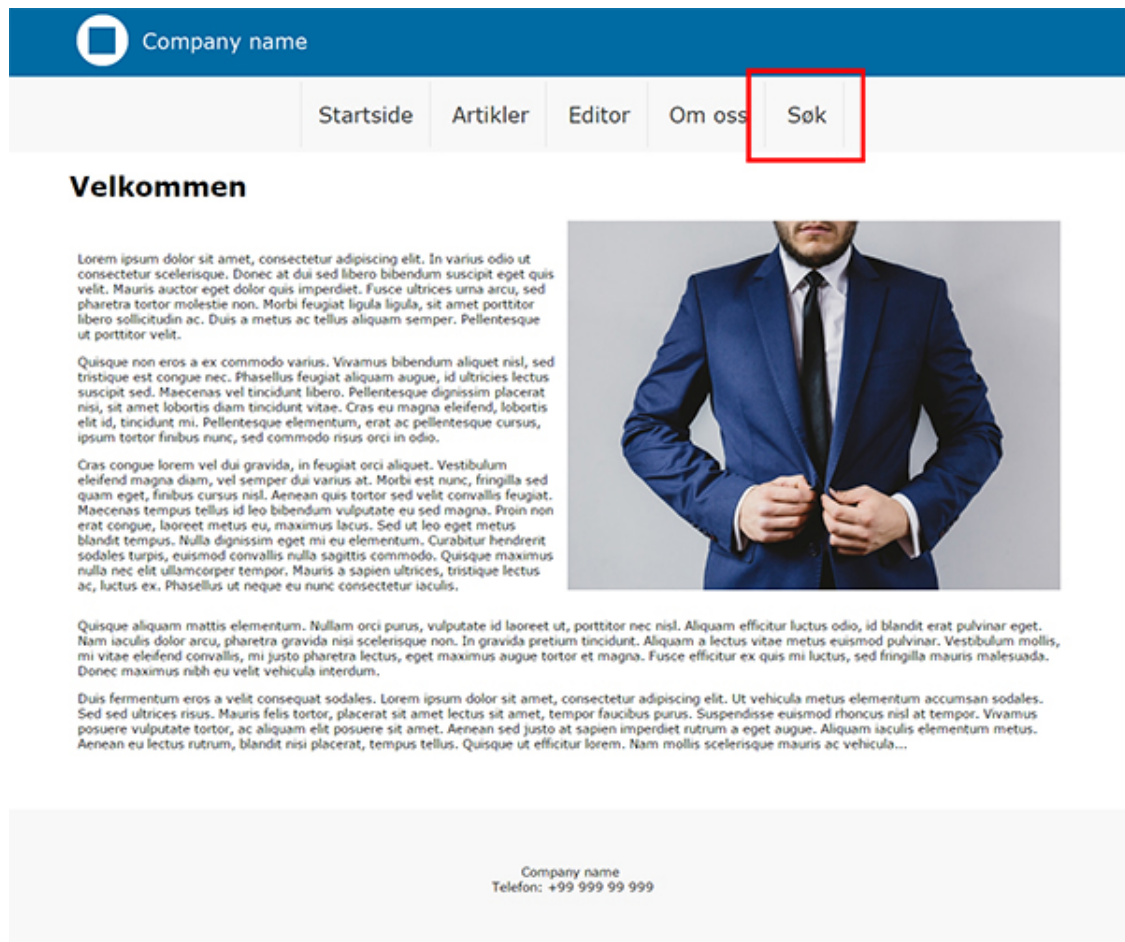 Company name
Startside Artikler Editor Om oss Søk
Velkommen
Lorem ipsum dolor sit amet, consectetur adipiscing elit. In varius odio ut
consectetur scelerisque. Donec at dui sed libero bibendum suscipit eget quis
velit. Mauris auctor eget dolor quis imperdiet. Fusce ultrices urna arcu, sed
pharetra tortor molestie non. Morbi feugiat ligula ligula, sit amet porttitor
libero sollicitudin ac. Duis a metus ac tellus aliquam semper. Pellentesque
ut porttitor velit.
Quisque non eros a ex commodo varius. Vivamus bibendum aliquet nisl, sed
tristique est congue nec. Phasellus feugiat aliquam augue, id ultricies lectus
suscipit sed. Maecenas vel tincidunt libero. Pellentesque dignissim placerat
nisi, sit amet lobortis diam tincidunt vitae. Cras eu magna eleifend, lobortis
elit id, tincidunt mi. Pellentesque elementum, erat ac pellentesque cursus,
ipsum tortor finibus nunc, sed commodo risus orci in odio.
Cras congue lorem vel dui gravida, in feugiat orci aliquet. Vestibulum
eleifend magna diam, vel semper dui varius at. Morbi est nunc, fringilla sed
quam eget, finibus cursus nisl. Aenean quis tortor sed velit convallis feugiat.
Maecenas tempus tellus id leo bibendum vulputate eu sed magna. Proin non
erat congue, laoreet metus eu, maximus lacus. Sed ut leo eget metus
blandit tempus. Nulla dignissim eget mi eu elementum. Curabitur hendrerit
sodales turpis, euismod convallis nulla sagittis commodo. Quisque maximus
nulla nec elit ullamcorper tempor. Mauris a sapien ultrices, tristique lectus
ac, luctus ex. Phasellus ut neque eu nunc consectetur iaculis.
Quisque aliquam mattis elementum. Nullam orci purus, vulputate id laoreet ut, porttitor nec nisl. Aliquam efficitur luctus odio, id blandit erat pulvinar eget.
Nam iaculis dolor arcu, pharetra gravida nisi scelerisque non. In gravida pretium tincidunt. Aliquam a lectus vitae metus euismod pulvinar. Vestibulum mollis,
mi vitae eleifend convallis, mi justo pharetra lectus, eget maximus augue tortor et magna. Fusce efficitur ex quis mi luctus, sed fringilla mauris malesuada.
Donec maximus nibh eu velit vehicula interdum.
Duis fermentum eros a velit consequat sodales. Lorem ipsum dolor sit amet, consectetur adipiscing elit. Ut vehicula metus elementum accumsan sodales.
Sed sed ultrices risus. Mauris felis tortor, placerat sit amet lectus sit amet, tempor faucibus purus. Suspendisse euismod rhoncus nisl at tempor. Vivamus
posuere vulputate tortor, ac aliquam elit posuere sit amet. Aenean sed justo at sapien imperdiet rutrum a eget augue. Aliquam iaculis elementum metus.
Aenean eu lectus rutrum, blandit nisi placerat, tempus tellus. Quisque ut efficitur lorem. Nam mollis scelerisque mauris ac vehicula...
Company name
Telefon: +99 999 99 999